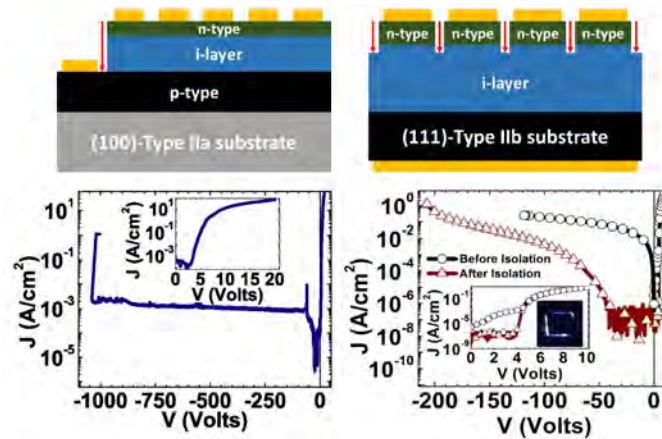 n-type
i-layer
p-type
(100)-Type IIa substrate
n-type n-type n-type n-type
i-layer
(111)-Type IIb substrate
J (A/cm²)
10¹
10⁻¹
10⁻³
10⁻⁵
-1000 -750 -500 -250 0
V (Volts)
J (A/cm²)
10¹
10⁻¹
10⁻³
0 5 10 15 20
V (Volts)
J (A/cm²)
10⁰
10⁻²
10⁻⁴
10⁻⁶
10⁻⁸
10⁻¹⁰
-200 -150 -100 -50 0
V (Volts)
Before Isolation
After Isolation
J (A/cm²)
10⁻¹
10⁻⁵
10⁻⁹
0 2 4 6 8 10
V (Volts)